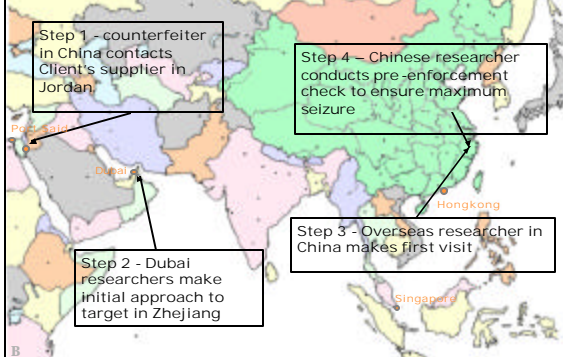 Step 1 - counterfeiter
in China contacts
Client's supplier in
Jordan
Step 4 – Chinese researcher
conducts pre-enforcement
check to ensure maximum
seizure
Port Said
Dubai
Hongkong
Step 3 - Overseas researcher in
China makes first visit
Step 2 - Dubai
researchers make
initial approach to
target in Zhejiang
Singapore
B